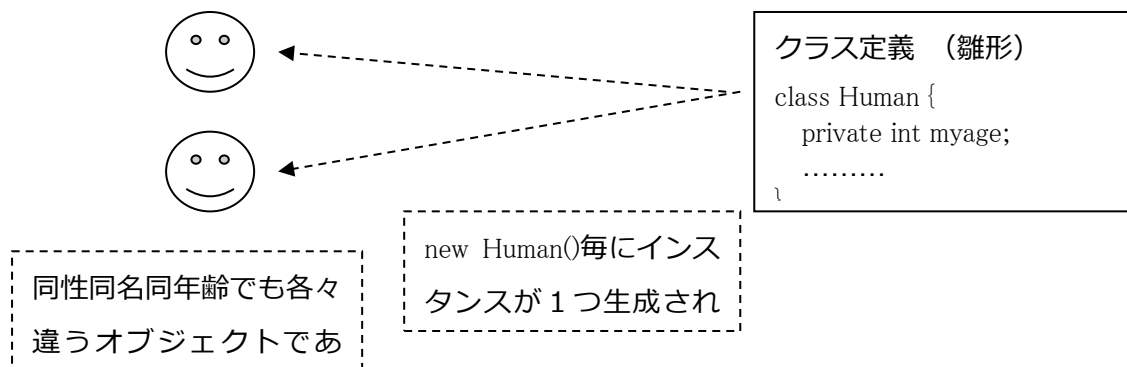 クラス定義　（雛形）
class Human {
private int myage;
………
}
new Human()毎にインス
タンスが１つ生成され
同性同名同年齢でも各々
違うオブジェクトであ